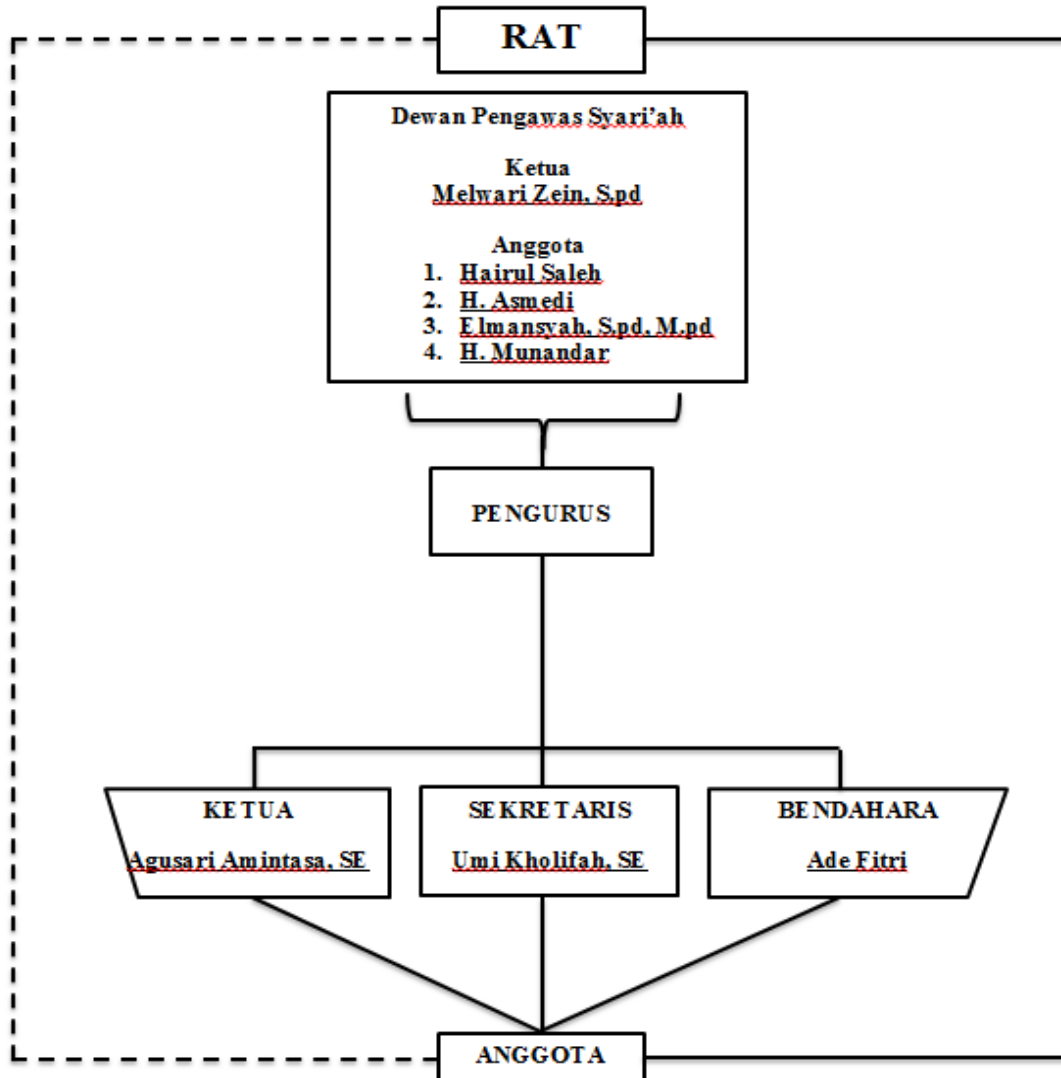 RAT
Dewan Pengawas Syari’ah
Ketua
Melwari Zein, S.pd
Anggota
1. Hairul Saleh
2. H. Asmedi
3. Elmansyah, S.pd, M.pd
4. H. Munandar
PENGURUS
KETUA
Agusari Amintasa, SE
SEKRETARIS
Umi Kholifah, SE
BENDAHARA
Ade Fitri
ANGGOTA